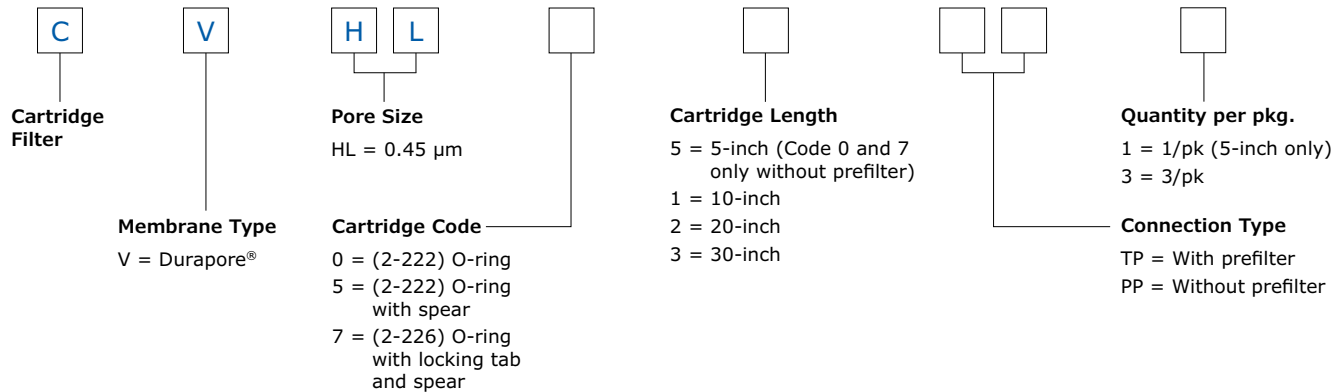 C V H L
Cartridge
Filter
Membrane Type
V = Durapore®
Pore Size
HL = 0.45 μm
Cartridge Code
0 = (2-222) O-ring
5 = (2-222) O-ring
with spear
7 = (2-226) O-ring
with locking tab
and spear
Cartridge Length
5 = 5-inch (Code 0 and 7
only without prefilter)
1 = 10-inch
2 = 20-inch
3 = 30-inch
Quantity per pkg.
1 = 1/pk (5-inch only)
3 = 3/pk
Connection Type
TP = With prefilter
PP = Without prefilter